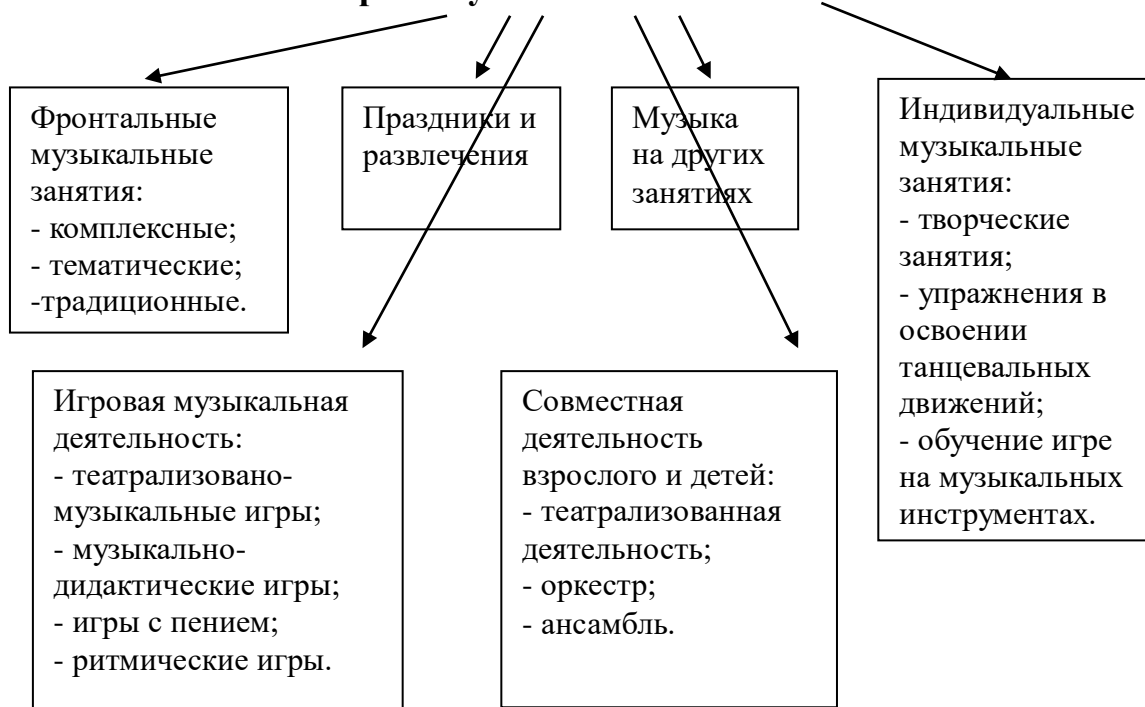 Фронтальные
музыкальные
занятия:
- комплексные;
- тематические;
-традиционные.
Праздники и
развлечения
Музыка
на других
занятиях
Индивидуальные
музыкальные
занятия:
- творческие
занятия;
- упражнения в
освоении
танцевальных
движений;
- обучение игре
на музыкальных
инструментах.
Игровая музыкальная
деятельность:
- театрализовано-
музыкальные игры;
- музыкально-
дидактические игры;
- игры с пением;
- ритмические игры.
Совместная
деятельность
взрослого и детей:
- театрализованная
деятельность;
- оркестр;
- ансамбль.